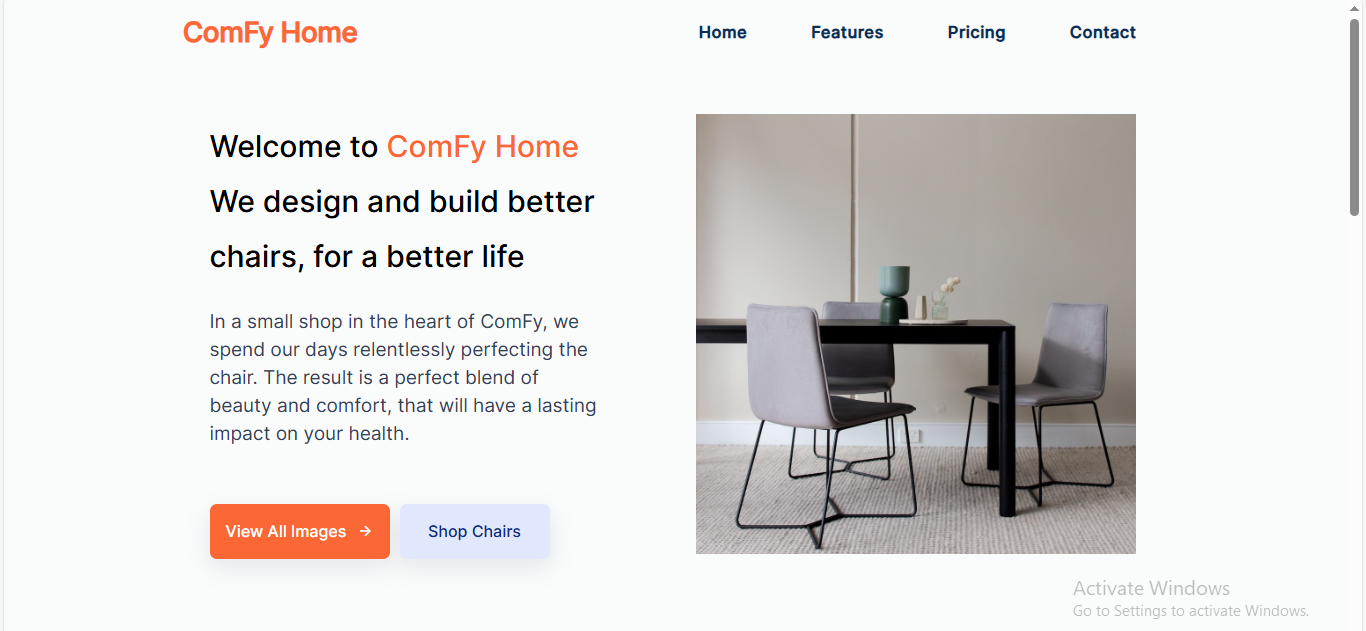 ComFy Home
Home
Features
Pricing
Contact
Welcome to ComFy Home
We design and build better
chairs, for a better life
In a small shop in the heart of ComFy, we
spend our days relentlessly perfecting the
chair. The result is a perfect blend of
beauty and comfort, that will have a lasting
impact on your health.
View All Images →
Shop Chairs
Activate Windows
Go to Settings to activate Windows.